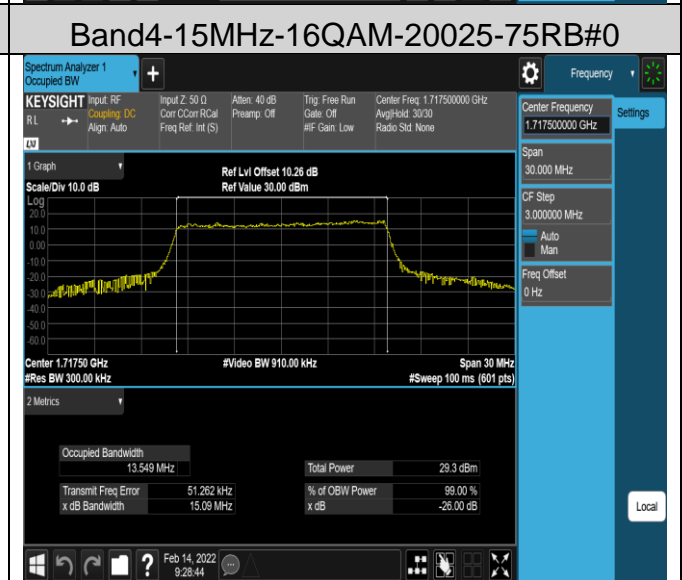 Band4-15MHz-16QAM-20025-75RB#0
Spectrum Analyzer 1
Occupied BW
+
Frequency
KEYSIGHT Input: RF Input Z: 50 Ω Atten: 40 dB Trig: Free Run Center Freq: 1.717500000 GHz
RL Coupling: DC Corr CCorr RCal Preamp: Off Gate: Off Avg|Hold: 30/30
Align: Auto Freq Ref: Int (S) #IF Gain: Low Radio Std: None
LXI
Center Frequency
1.717500000 GHz
Settings
Span
30.000 MHz
CF Step
3.000000 MHz
Auto
Man
Freq Offset
0 Hz
1 Graph
Ref Lvl Offset 10.26 dB
Scale/Div 10.0 dB Ref Value 30.00 dBm
Log
20.0
10.0
0.00
-10.0
-20.0
-30.0
-40.0
-50.0
-60.0
Center 1.71750 GHz #Video BW 910.00 kHz Span 30 MHz
#Res BW 300.00 kHz #Sweep 100 ms (601 pts)
2 Metrics
Occupied Bandwidth
13.549 MHz Total Power 29.3 dBm
Transmit Freq Error 51.262 kHz % of OBW Power 99.00 %
x dB Bandwidth 15.09 MHz x dB -26.00 dB
Local
? Feb 14, 2022
9:28:44